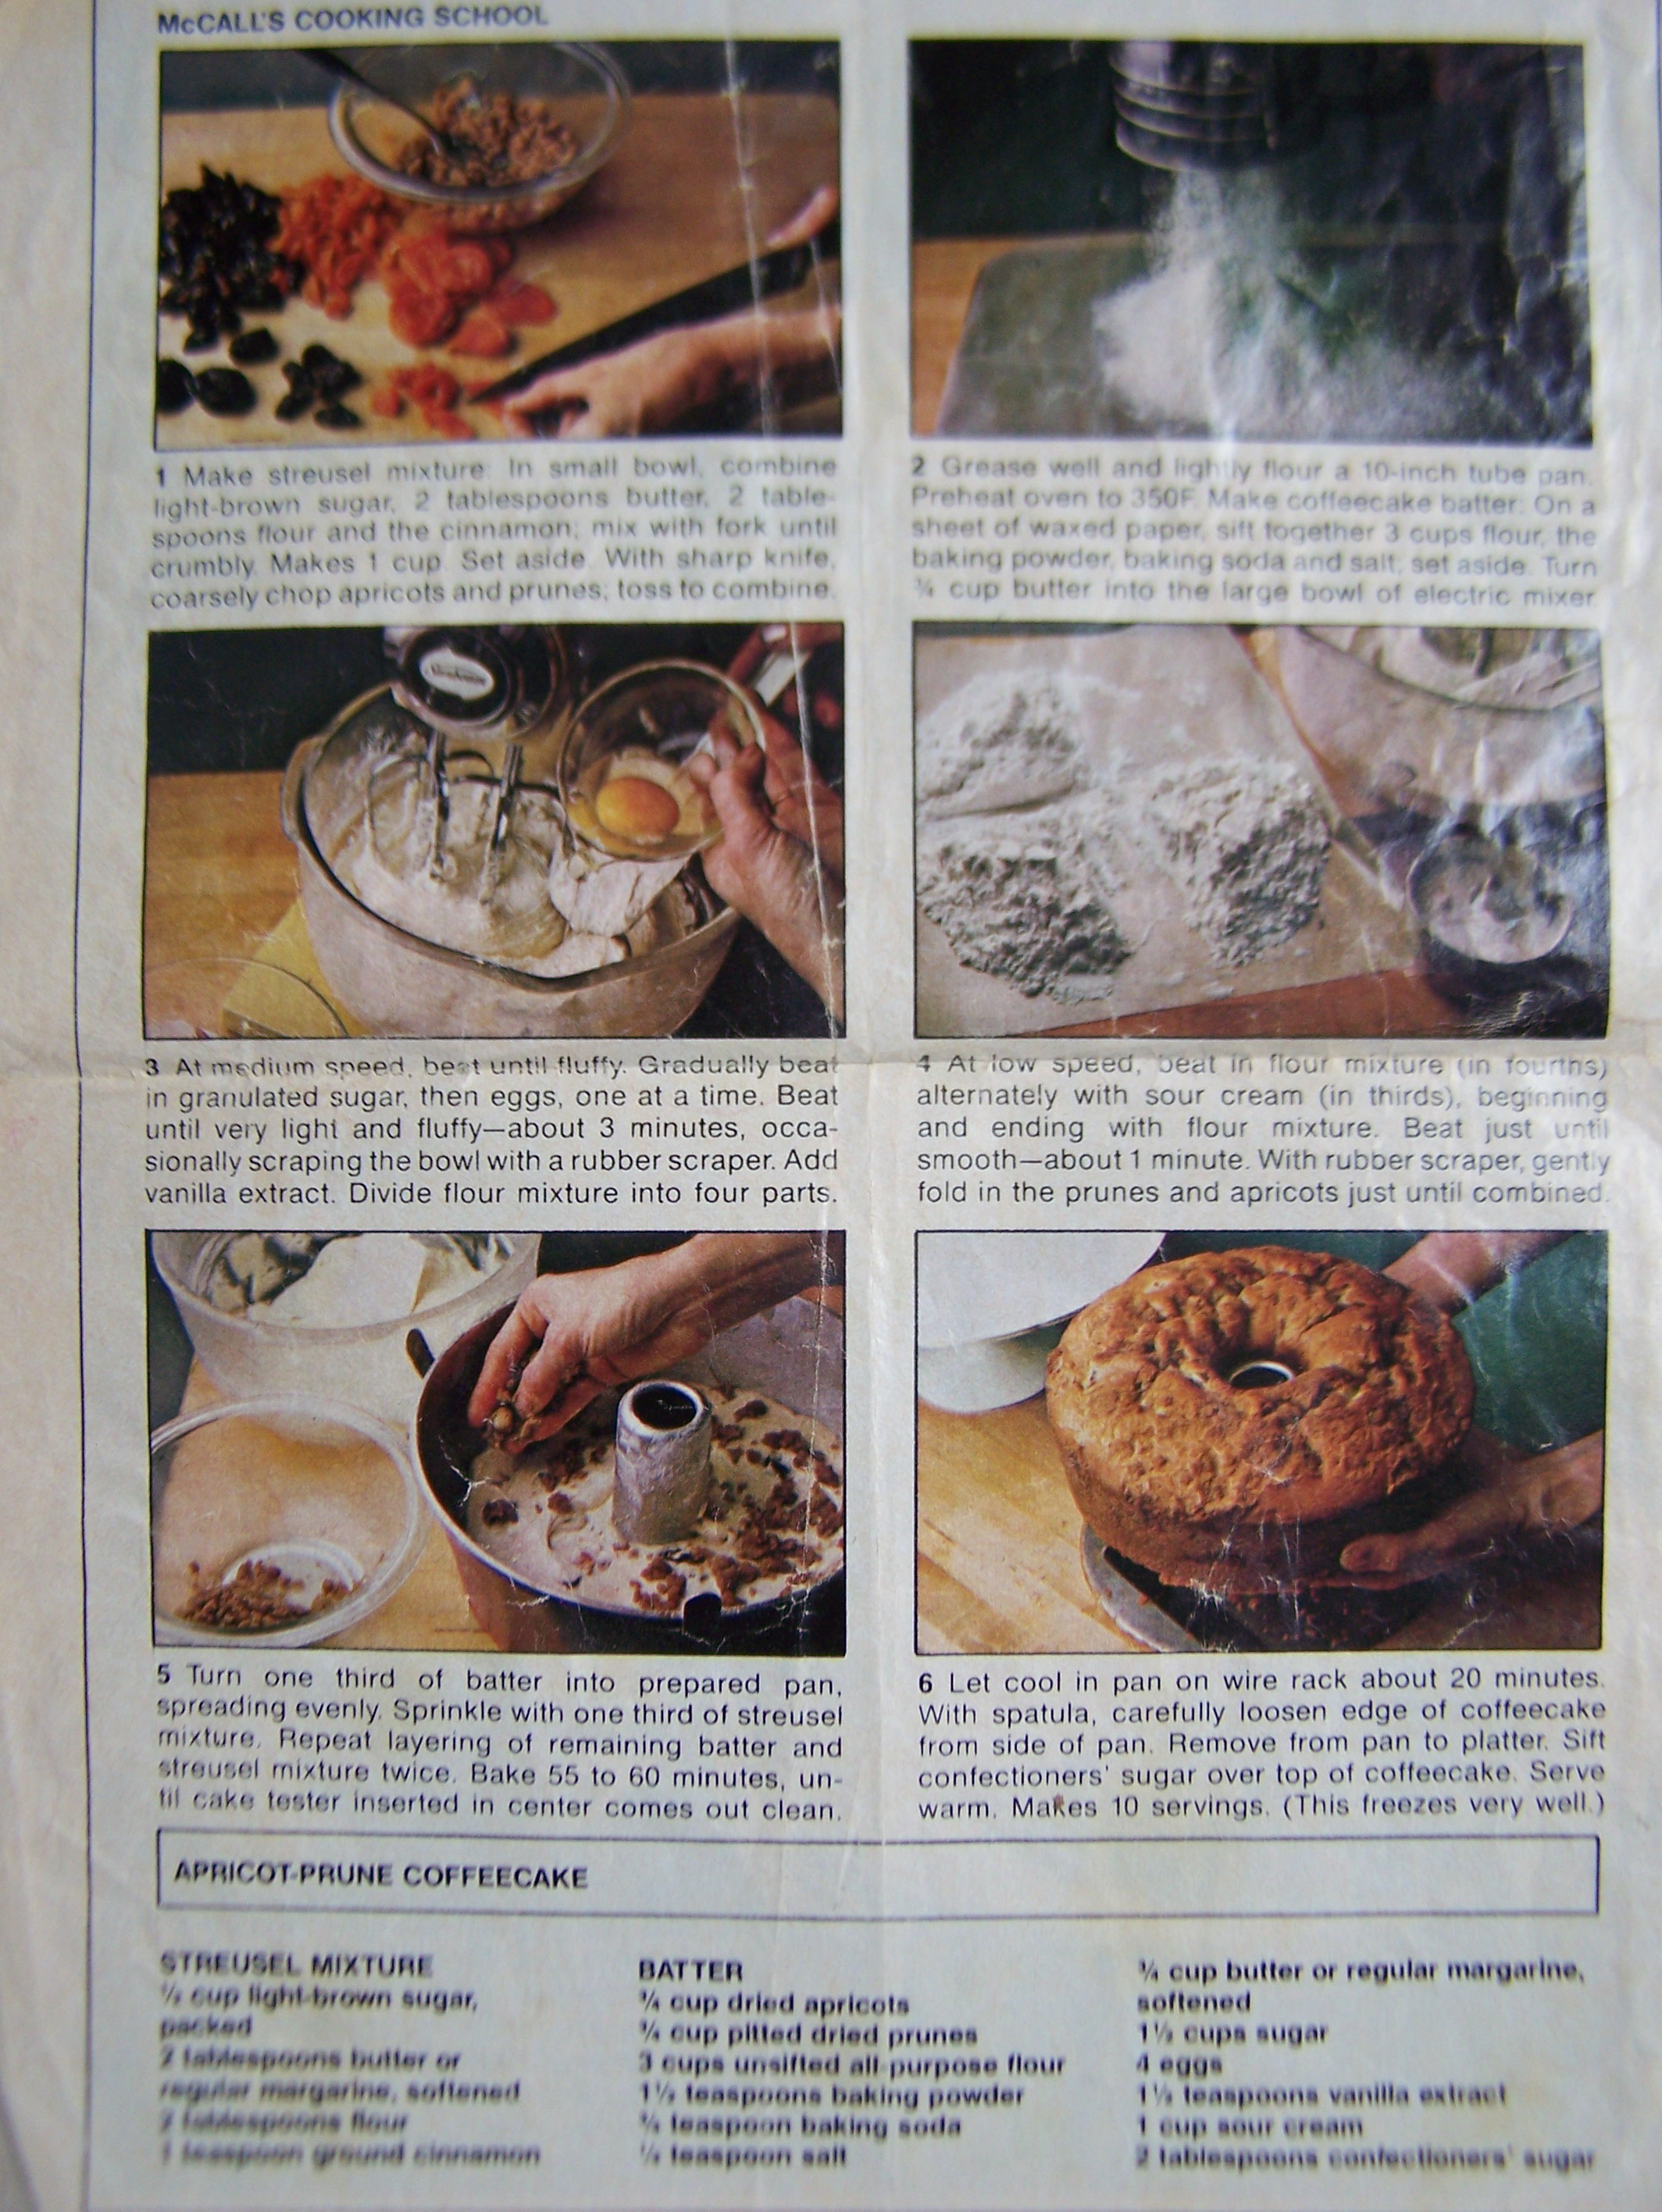 McCALL'S COOKING SCHOOL
1 Make streusel mixture: In small bowl, combine
light-brown sugar, 2 tablespoons butter, 2 table-
spoons flour and the cinnamon; mix with fork until
crumbly. Makes 1 cup. Set aside. With sharp knife,
coarsely chop apricots and prunes; toss to combine.
2 Grease well and lightly flour a 10-inch tube pan.
Preheat oven to 350F. Make coffeecake batter: On a
sheet of waxed paper, sift together 3 cups flour, the
baking powder, baking soda and salt; set aside. Turn
¾ cup butter into the large bowl of electric mixer.
3 At medium speed, beat until fluffy. Gradually beat
in granulated sugar, then eggs, one at a time. Beat
until very light and fluffy—about 3 minutes, occa-
sionally scraping the bowl with a rubber scraper. Add
vanilla extract. Divide flour mixture into four parts.
4 At low speed, beat in flour mixture (in fourths)
alternately with sour cream (in thirds), beginning
and ending with flour mixture. Beat just until
smooth—about 1 minute. With rubber scraper, gently
fold in the prunes and apricots just until combined.
5 Turn one third of batter into prepared pan,
spreading evenly. Sprinkle with one third of streusel
mixture. Repeat layering of remaining batter and
streusel mixture twice. Bake 55 to 60 minutes, un-
til cake tester inserted in center comes out clean.
6 Let cool in pan on wire rack about 20 minutes.
With spatula, carefully loosen edge of coffeecake
from side of pan. Remove from pan to platter. Sift
confectioners' sugar over top of coffeecake. Serve
warm. Makes 10 servings. (This freezes very well.)
APRICOT-PRUNE COFFEECAKE
STREUSEL MIXTURE
cup light-brown sugar,
packed
2 tablespoons butter or
regular margarine, softened
2 tablespoons flour
1 teaspoon ground cinnamon
BATTER
¾ cup dried apricots
¾ cup pitted dried prunes
3 cups unsifted all-purpose flour
1½ teaspoons baking powder
¾ teaspoon baking soda
teaspoon salt
¾ cup butter or regular margarine,
softened
1½ cups sugar
4 eggs
1½ teaspoons vanilla extract
1 cup sour cream
2 tablespoons confectioners' sugar